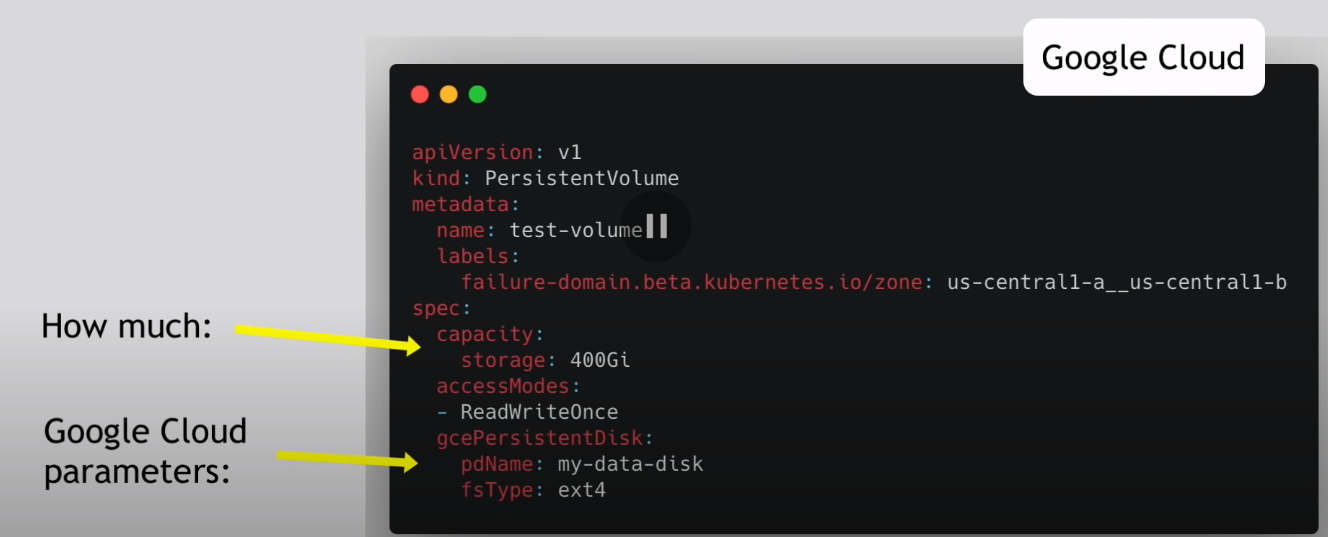 Google Cloud
apiVersion: v1
kind: PersistentVolume
metadata:
  name: test-volume
  labels:
    failure-domain.beta.kubernetes.io/zone: us-central1-a__us-central1-b
spec:
How much:
  capacity:
    storage: 400Gi
  accessModes:
  - ReadWriteOnce
Google Cloud
parameters:
  gcePersistentDisk:
    pdName: my-data-disk
    fsType: ext4